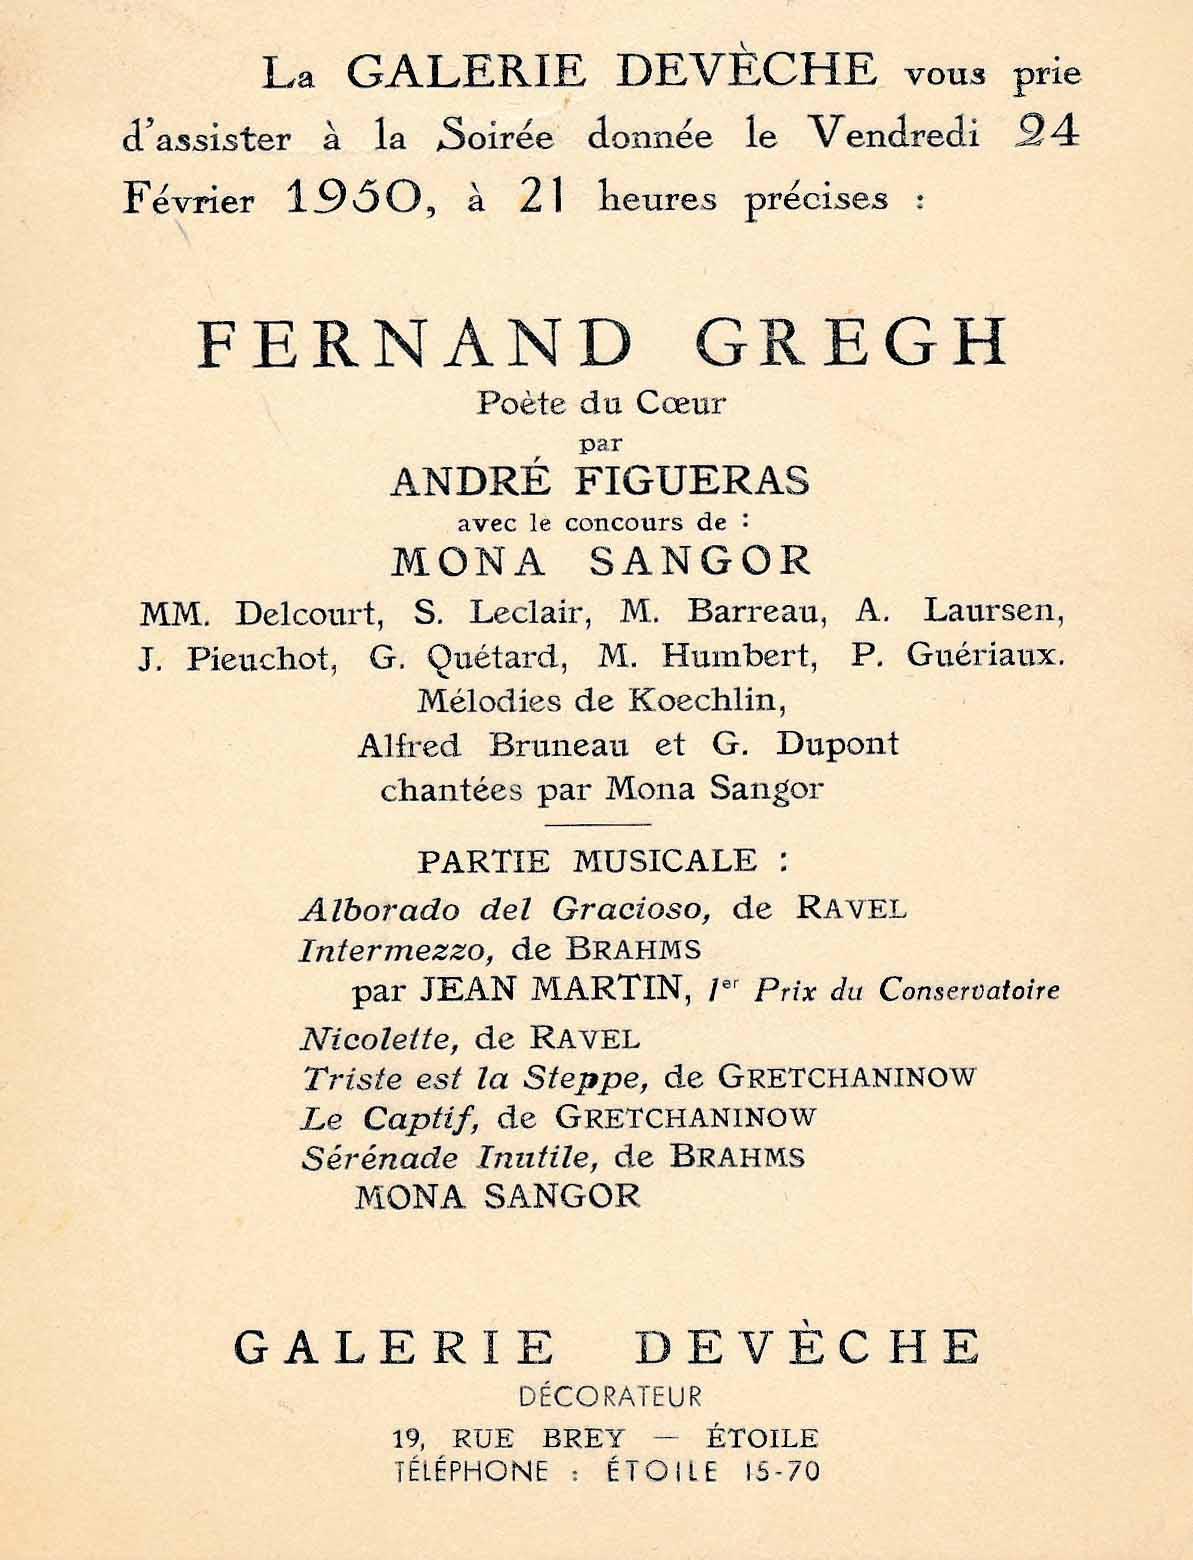 La GALERIE DEVÈCHE vous prie
d'assister à la Soirée donnée le Vendredi 24
Février 1950, à 21 heures précises :
FERNAND GREGH
Poète du Cœur
par
ANDRÉ FIGUERAS
avec le concours de :
MONA SANGOR
MM. Delcourt, S. Leclair, M. Barreau, A. Laursen,
J. Pieuchot, G. Quétard, M. Humbert, P. Guériaux.
Mélodies de Koechlin,
Alfred Bruneau et G. Dupont
chantées par Mona Sangor
PARTIE MUSICALE :
Alborado del Gracioso, de RAVEL
Intermezzo, de BRAHMS
par JEAN MARTIN, 1er Prix du Conservatoire
Nicolette, de RAVEL
Triste est la Steppe, de GRETCHANINOW
Le Captif, de GRETCHANINOW
Sérénade Inutile, de BRAHMS
MONA SANGOR
GALERIE DEVÈCHE
DÉCORATEUR
19, RUE BREY — ÉTOILE
TÉLÉPHONE : ÉTOILE 15-70